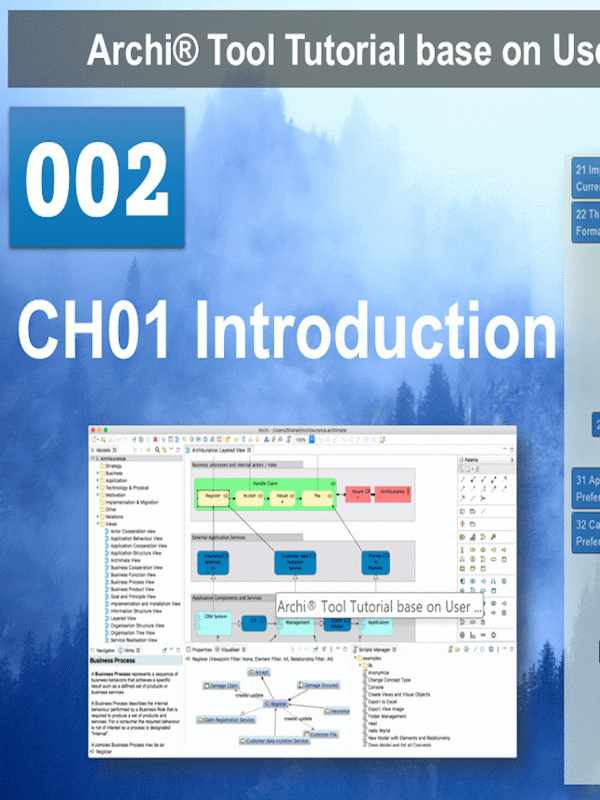 Archi® Tool Tutorial base on Use
002
21 Im
Curre
22 Th
Forma
CH01 Introduction
2
31 Ap
Prefe
32 Ca
Prefe
Archi - /Users/Shared/Archisurance.archimate
Models
Archisurance: Layered View
Archisurance
Strategy
Business
Application
Technology & Physical
Motivation
Implementation & Migration
Other
Relations
Views
Actor Cooperation view
Application Behaviour View
Application Cooperation View
Application Structure View
ArchiMate View
Business Cooperation View
Business Function View
Business Process View
Business Product View
Goal and Principle View
Implementation and Installation View
Information Structure View
Layered View
Organisation Structure View
Organisation Tree View
Service Realisation View
Business processes and internal actors / roles
Handle Claim
Register
Accept
Value
Pay
Insure
Archisurance
Palette
External Application Services
Customer data
Mutation
Service
Application Components and Services
CRM System
Management
Application
Archi® Tool Tutorial base on User ...
Navigator
Hints
Business Process
A Business Process represents a sequence of
business behaviors that achieves a specific
result such as a defined set of products or
business services.
A Business Process describes the internal
behaviour performed by a Business Role that is
required to produce a set of products and
services. For a consumer the required behaviour
is not of interest so a process is designated
"internal"
A complex Business Process may be an
Register
Properties
Visualiser
Register (Viewpoint Filter: None, Element Filter: All, Relationship Filter: All)
Accept
Damage Claim
Damage Occured
create/ update
Register
Insurance
Claim Registration Service
create/ update
Customer File
Customer data mutation Service
Scripts Manager
examples
lib
Anonymize
Change Concept Type
Console
Create Views and Visual Objects
Export to Excel
Export View Image
Folder Management
Heat
Hello World
New Model with Elements and Relationship